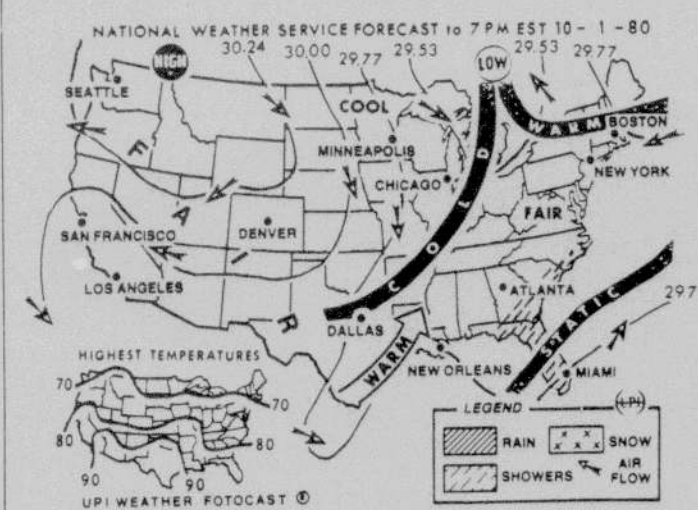 NATIONAL WEATHER SERVICE FORECAST to 7 PM EST 10 - 1 - 80
30.24 30.00 29.77 29.53 29.53 29.77
HIGH
LOW
SEATTLE
COOL
WARM
BOSTON
MINNEAPOLIS
NEW YORK
CHICAGO
FAIR
FAIR
COLD
SAN FRANCISCO
DENVER
LOS ANGELES
ATLANTA
STATIC
29.7
DALLAS
WARM
NEW ORLEANS
MIAMI
HIGHEST TEMPERATURES
70
70
80
80
90
90
UPI WEATHER FOTOCAST ®
LEGEND
UPI
RAIN
SNOW
SHOWERS
AIR
FLOW